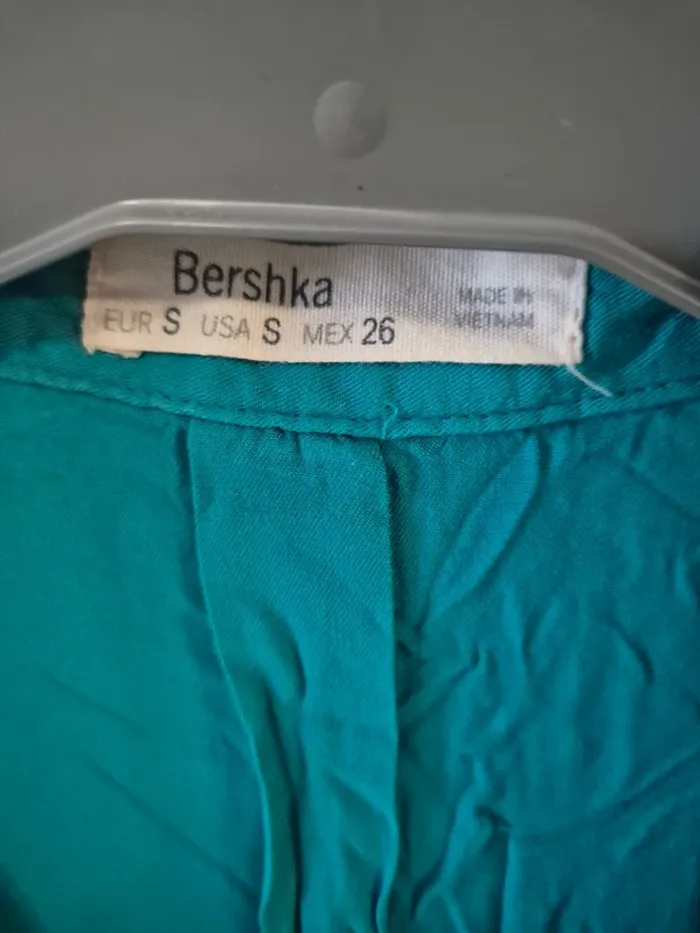 Bershka
MADE IN
VIETNAM
EUR S USA S MEX 26